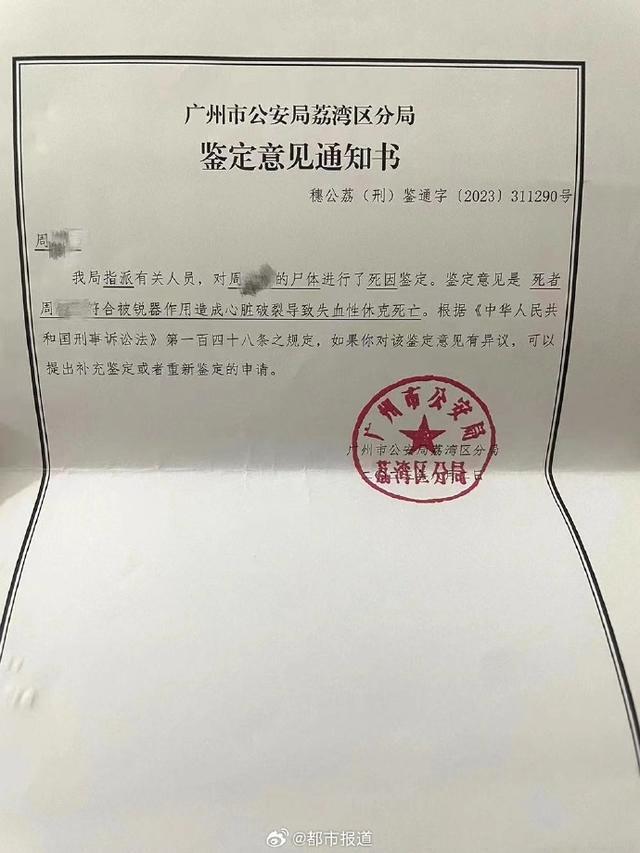 广州市公安局荔湾区分局
鉴定意见通知书
穗公荔（刑）鉴通字〔2023〕311290号
周
我局指派有关人员，对周 的尸体进行了死因鉴定。鉴定意见是 死者
周 符合被锐器作用造成心脏破裂导致失血性休克死亡。根据《中华人民共
和国刑事诉讼法》第一百四十八条之规定，如果你对该鉴定意见有异议，可以
提出补充鉴定或者重新鉴定的申请。
广州市公安局
广州市公安局荔湾区分局
荔湾区分局
@都市报道